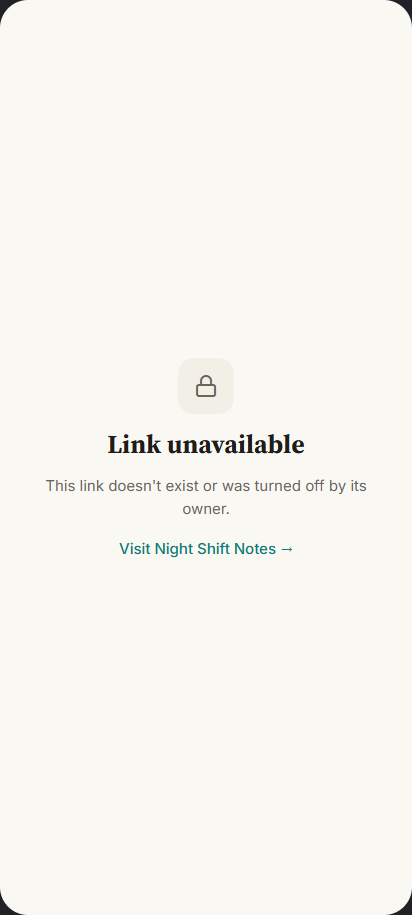 Link unavailable
This link doesn't exist or was turned off by its
owner.
Visit Night Shift Notes →